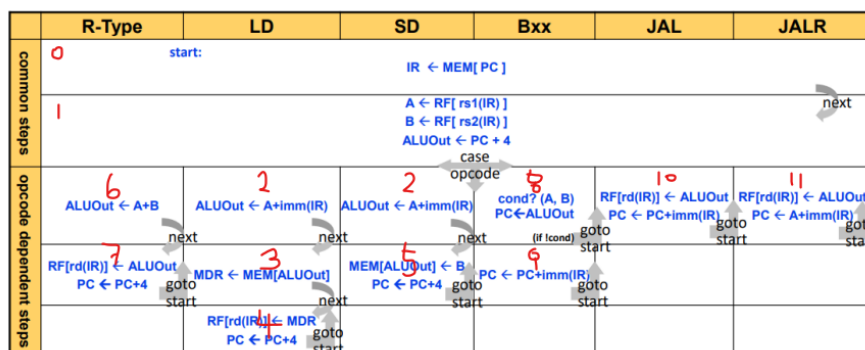 R-Type LD SD Bxx JAL JALR
common steps
0
start:
IR ← MEM[ PC ]
next
1
A ← RF[ rs1(IR) ]
B ← RF[ rs2(IR) ]
ALUOut ← PC + 4
case
opcode
opcode dependent steps
6
ALUOut ← A+B
next
2
ALUOut ← A+imm(IR)
next
2
ALUOut ← A+imm(IR)
next
8
cond? (A, B)
PC←ALUOut
(if !cond)
goto
start
10
RF[rd(IR)] ← ALUOut
PC ← PC+imm(IR)
goto
start
11
RF[rd(IR)] ← ALUOut
PC ← A+imm(IR)
goto
start
7
RF[rd(IR)] ← ALUOut
PC ← PC+4
goto
start
3
MDR ← MEM[ALUOut]
next
5
MEM[ALUOut] ← B
PC ← PC+4
goto
start
9
PC ← PC+imm(IR)
goto
start
4
RF[rd(IR)] ← MDR
PC ← PC+4
goto
start